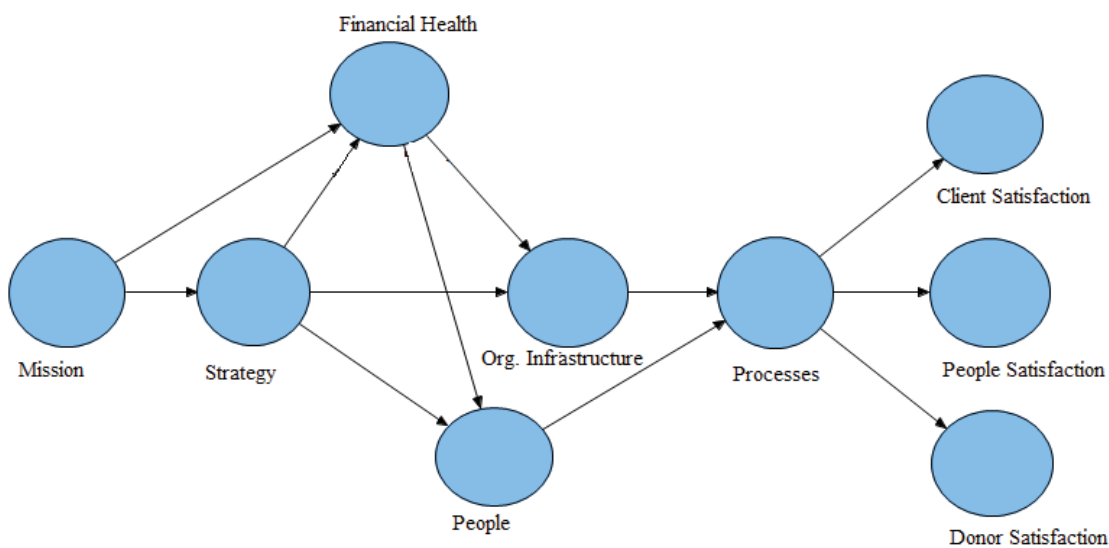 Financial Health
Client Satisfaction
Mission
Strategy
Org. Infrastructure
Processes
People Satisfaction
People
Donor Satisfaction